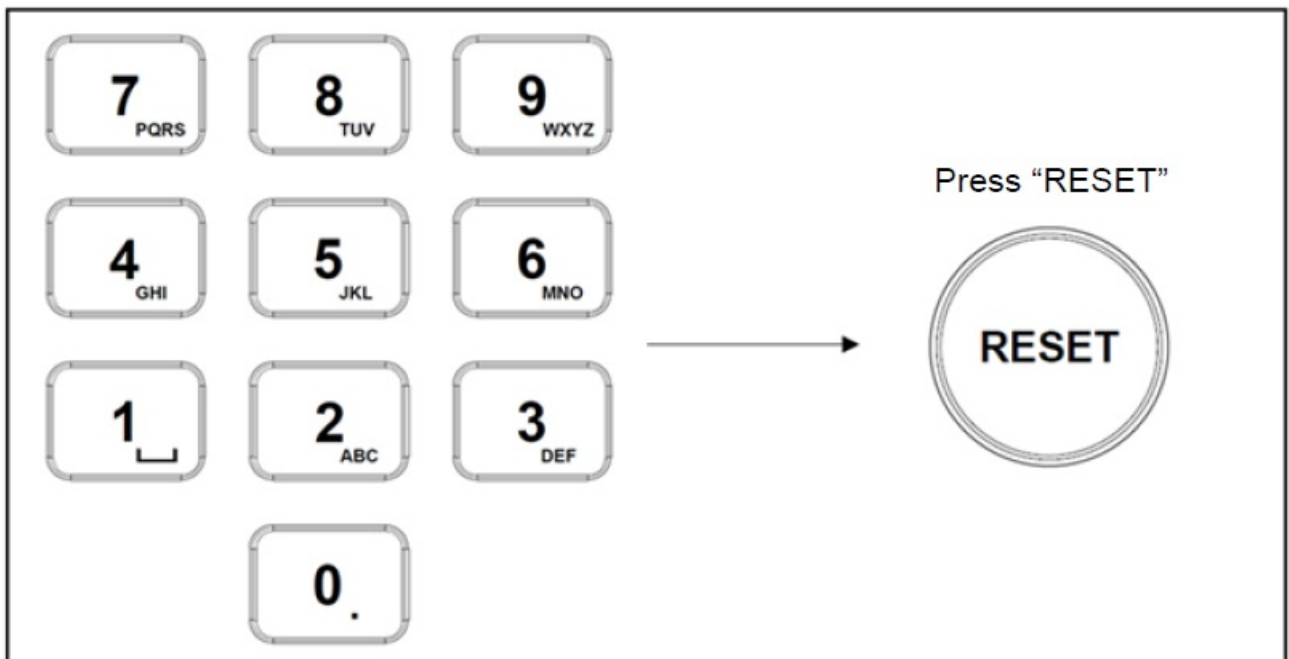 7 PQRS 8 TUV 9 WXYZ
Press “RESET”
4 GHI 5 JKL 6 MNO
RESET
1 2 ABC 3 DEF
0 .